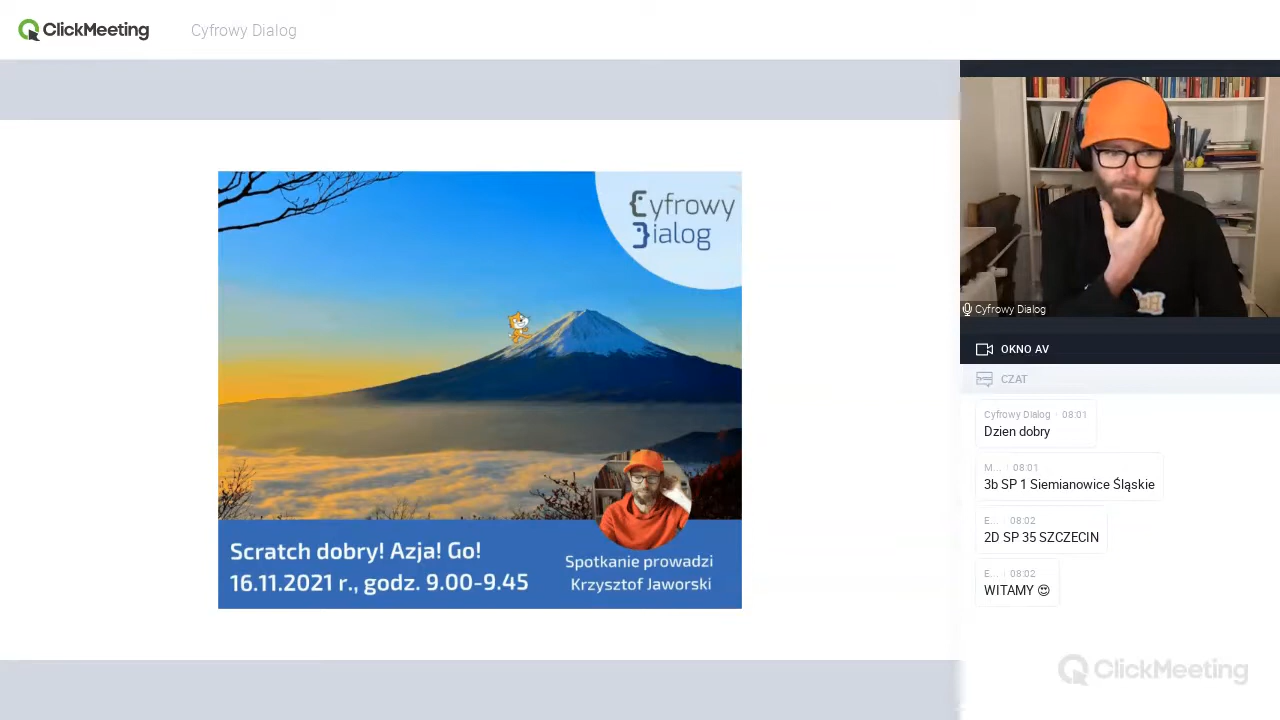 ClickMeeting
Cyfrowy Dialog
Cyfrowy
Dialog
Scratch dobry! Azja! Go!
16.11.2021 r., godz. 9.00-9.45
Spotkanie prowadzi
Krzysztof Jaworski
Cyfrowy Dialog
OKNO AV
CZAT
Cyfrowy Dialog 08:01
Dzien dobry
M... 08:01
3b SP 1 Siemianowice Śląskie
E... 08:02
2D SP 35 SZCZECIN
E... 08:02
WITAMY 😍
ClickMeeting